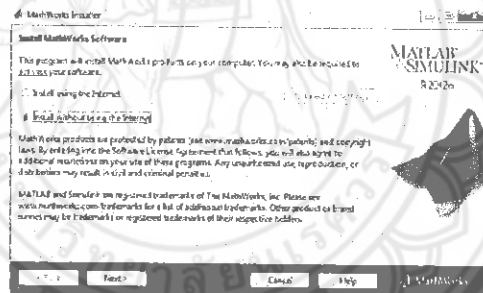 MathWorks Installer
Install MathWorks Software
This program will install MathWorks products on your computer. You may also be required to
activate your software.
Install using the Internet
Install without using the Internet
MathWorks products are protected by patents (see www.mathworks.com/patents) and copyright
laws. By entering into the Software License Agreement that follows, you will also agree to
additional restrictions on your use of these programs. Any unauthorized use, reproduction, or
distribution may result in civil and criminal penalties.
MATLAB and Simulink are registered trademarks of The MathWorks, Inc. Please see
www.mathworks.com/trademarks for a list of additional trademarks. Other product or brand
names may be trademarks or registered trademarks of their respective holders.
MATLAB
SIMULINK
R2012a
Next >
Cancel
Help
MathWorks